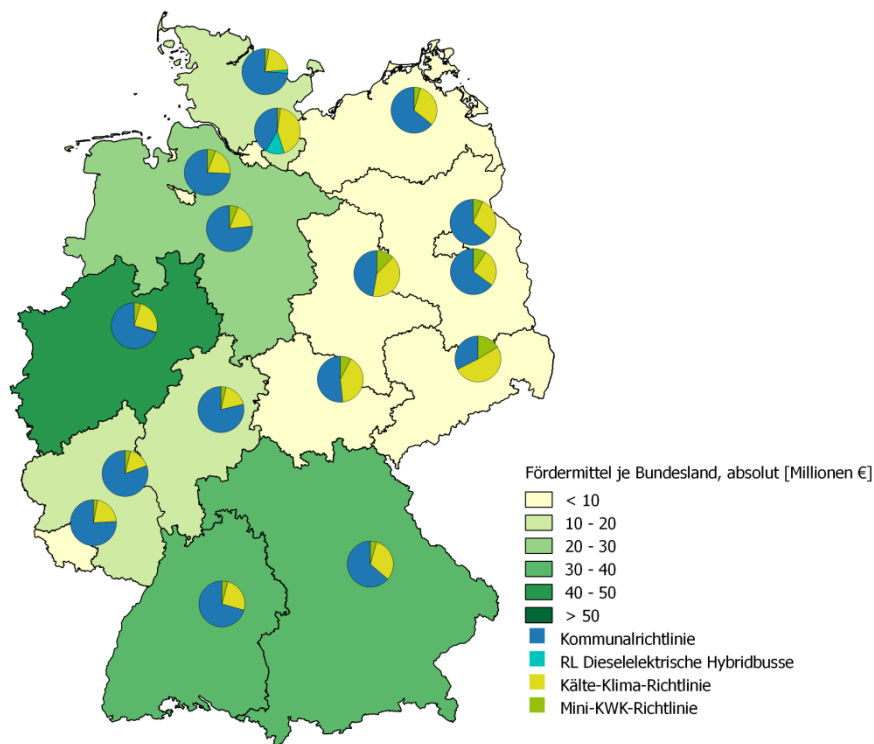 Fördermittel je Bundesland, absolut [Millionen €]
< 10
10 - 20
20 - 30
30 - 40
40 - 50
> 50
Kommunalrichtlinie
RL Dieselelektrische Hybridbusse
Kälte-Klima-Richtlinie
Mini-KWK-Richtlinie